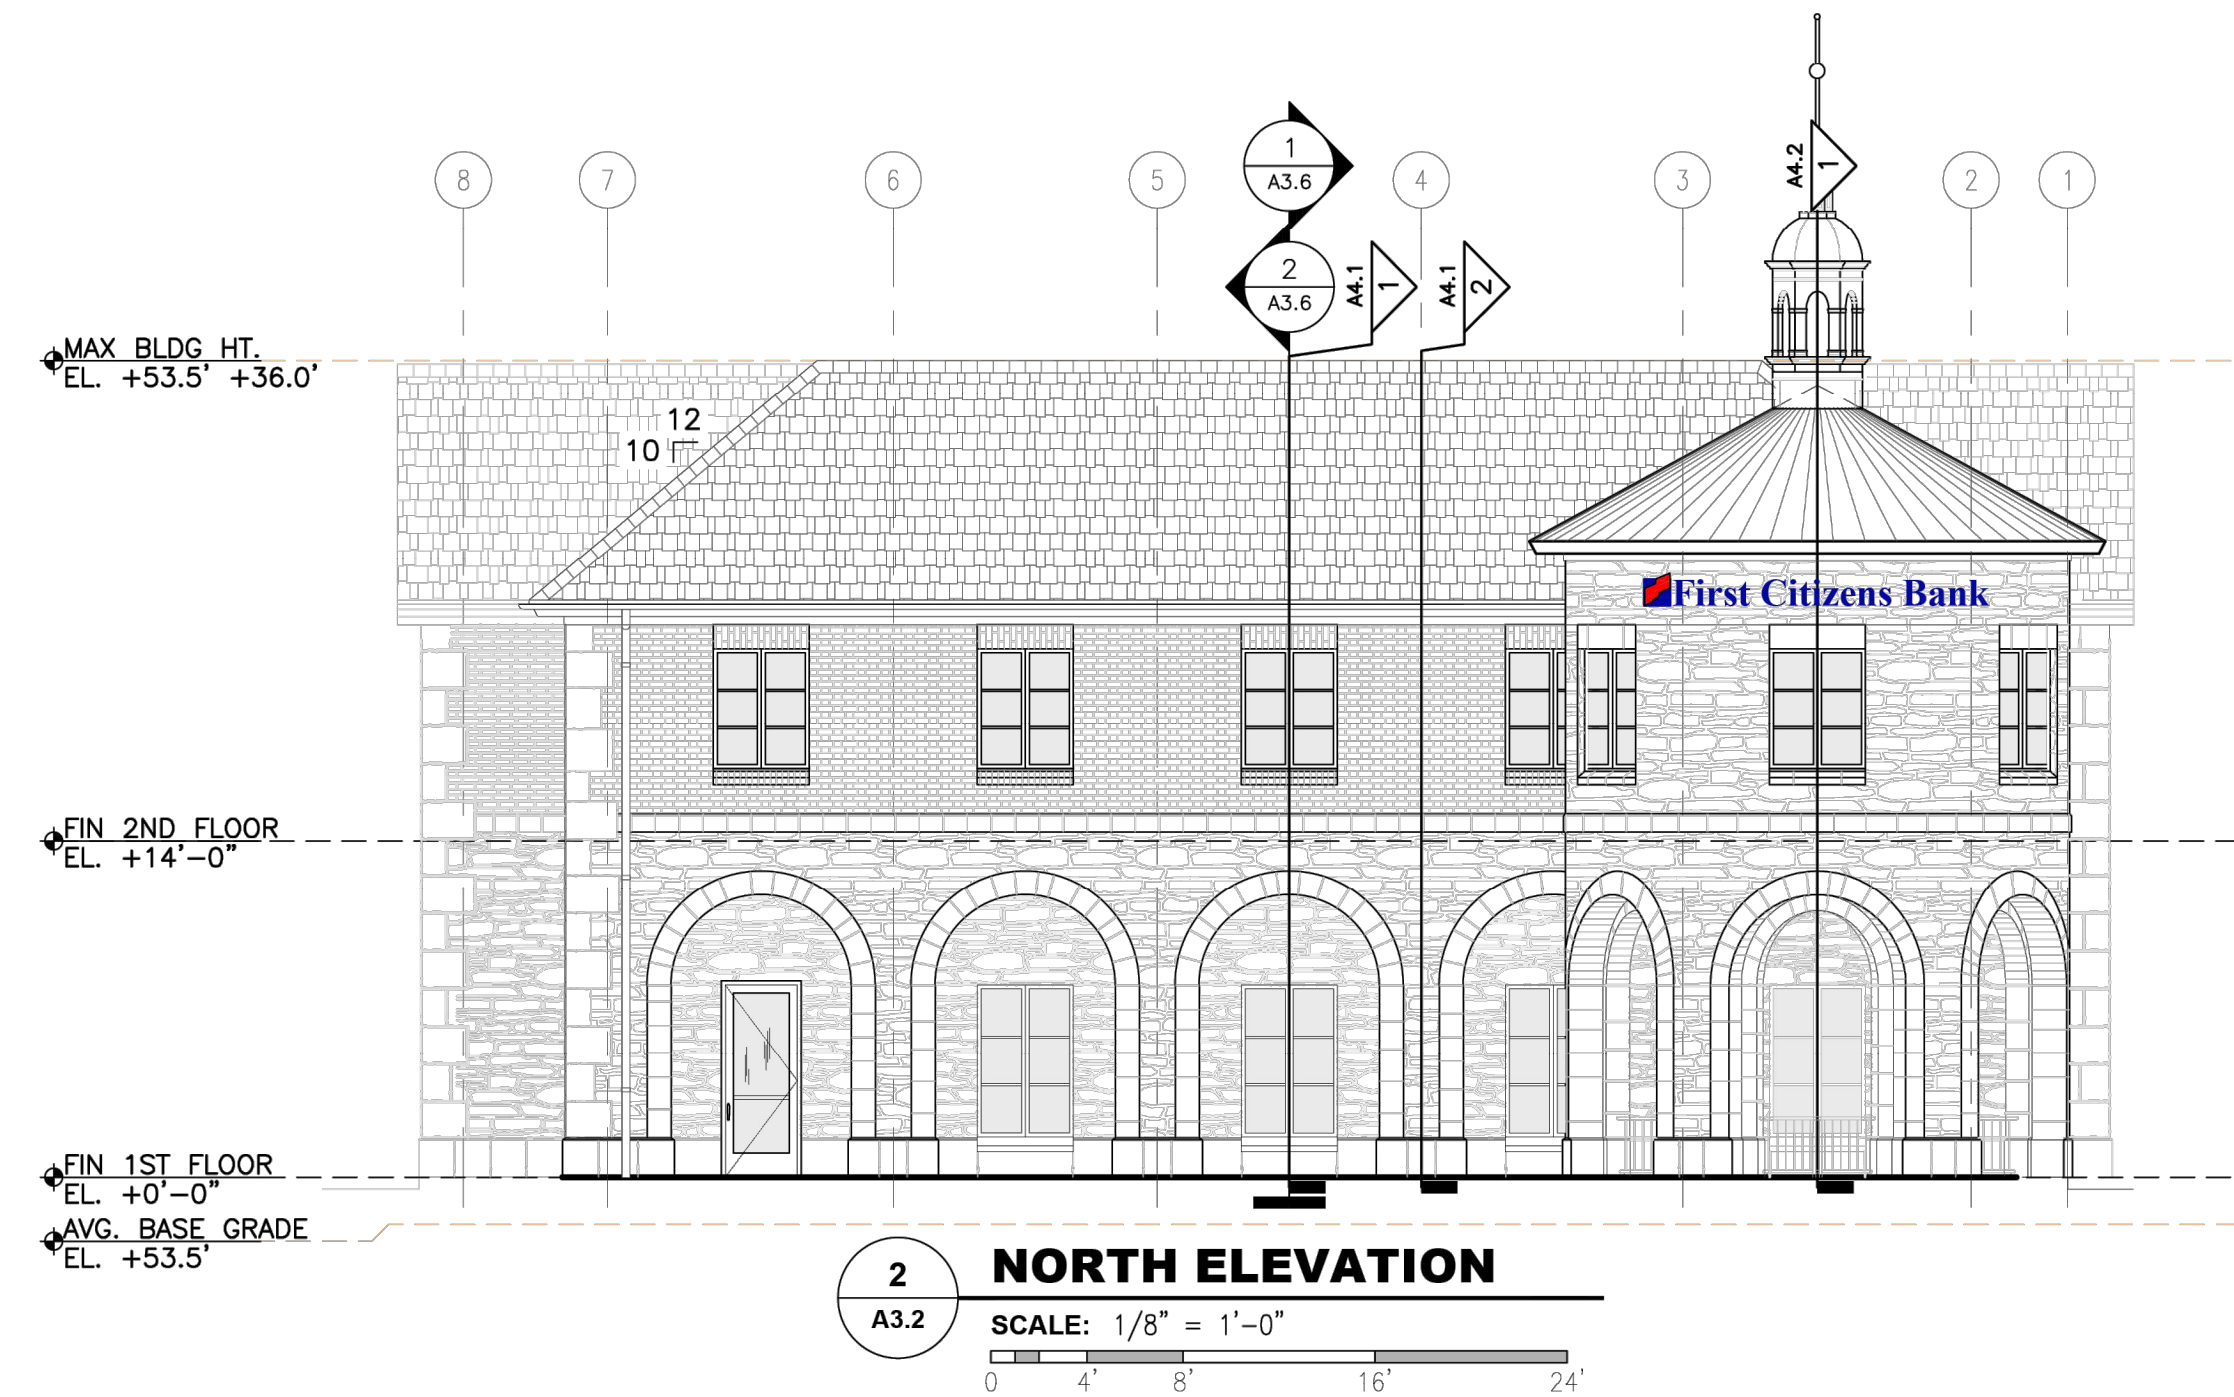 8 7 6 5 4 3 2 1
1
A3.6
2
A3.6
A4.1
1
A4.1
2
A4.2
1
MAX BLDG HT.
EL. +53.5' +36.0'
12
10
First Citizens Bank
FIN 2ND FLOOR
EL. +14'-0"
FIN 1ST FLOOR
EL. +0'-0"
AVG. BASE GRADE
EL. +53.5'
2
A3.2
NORTH ELEVATION
SCALE: 1/8" = 1'-0"
0 4' 8' 16' 24'